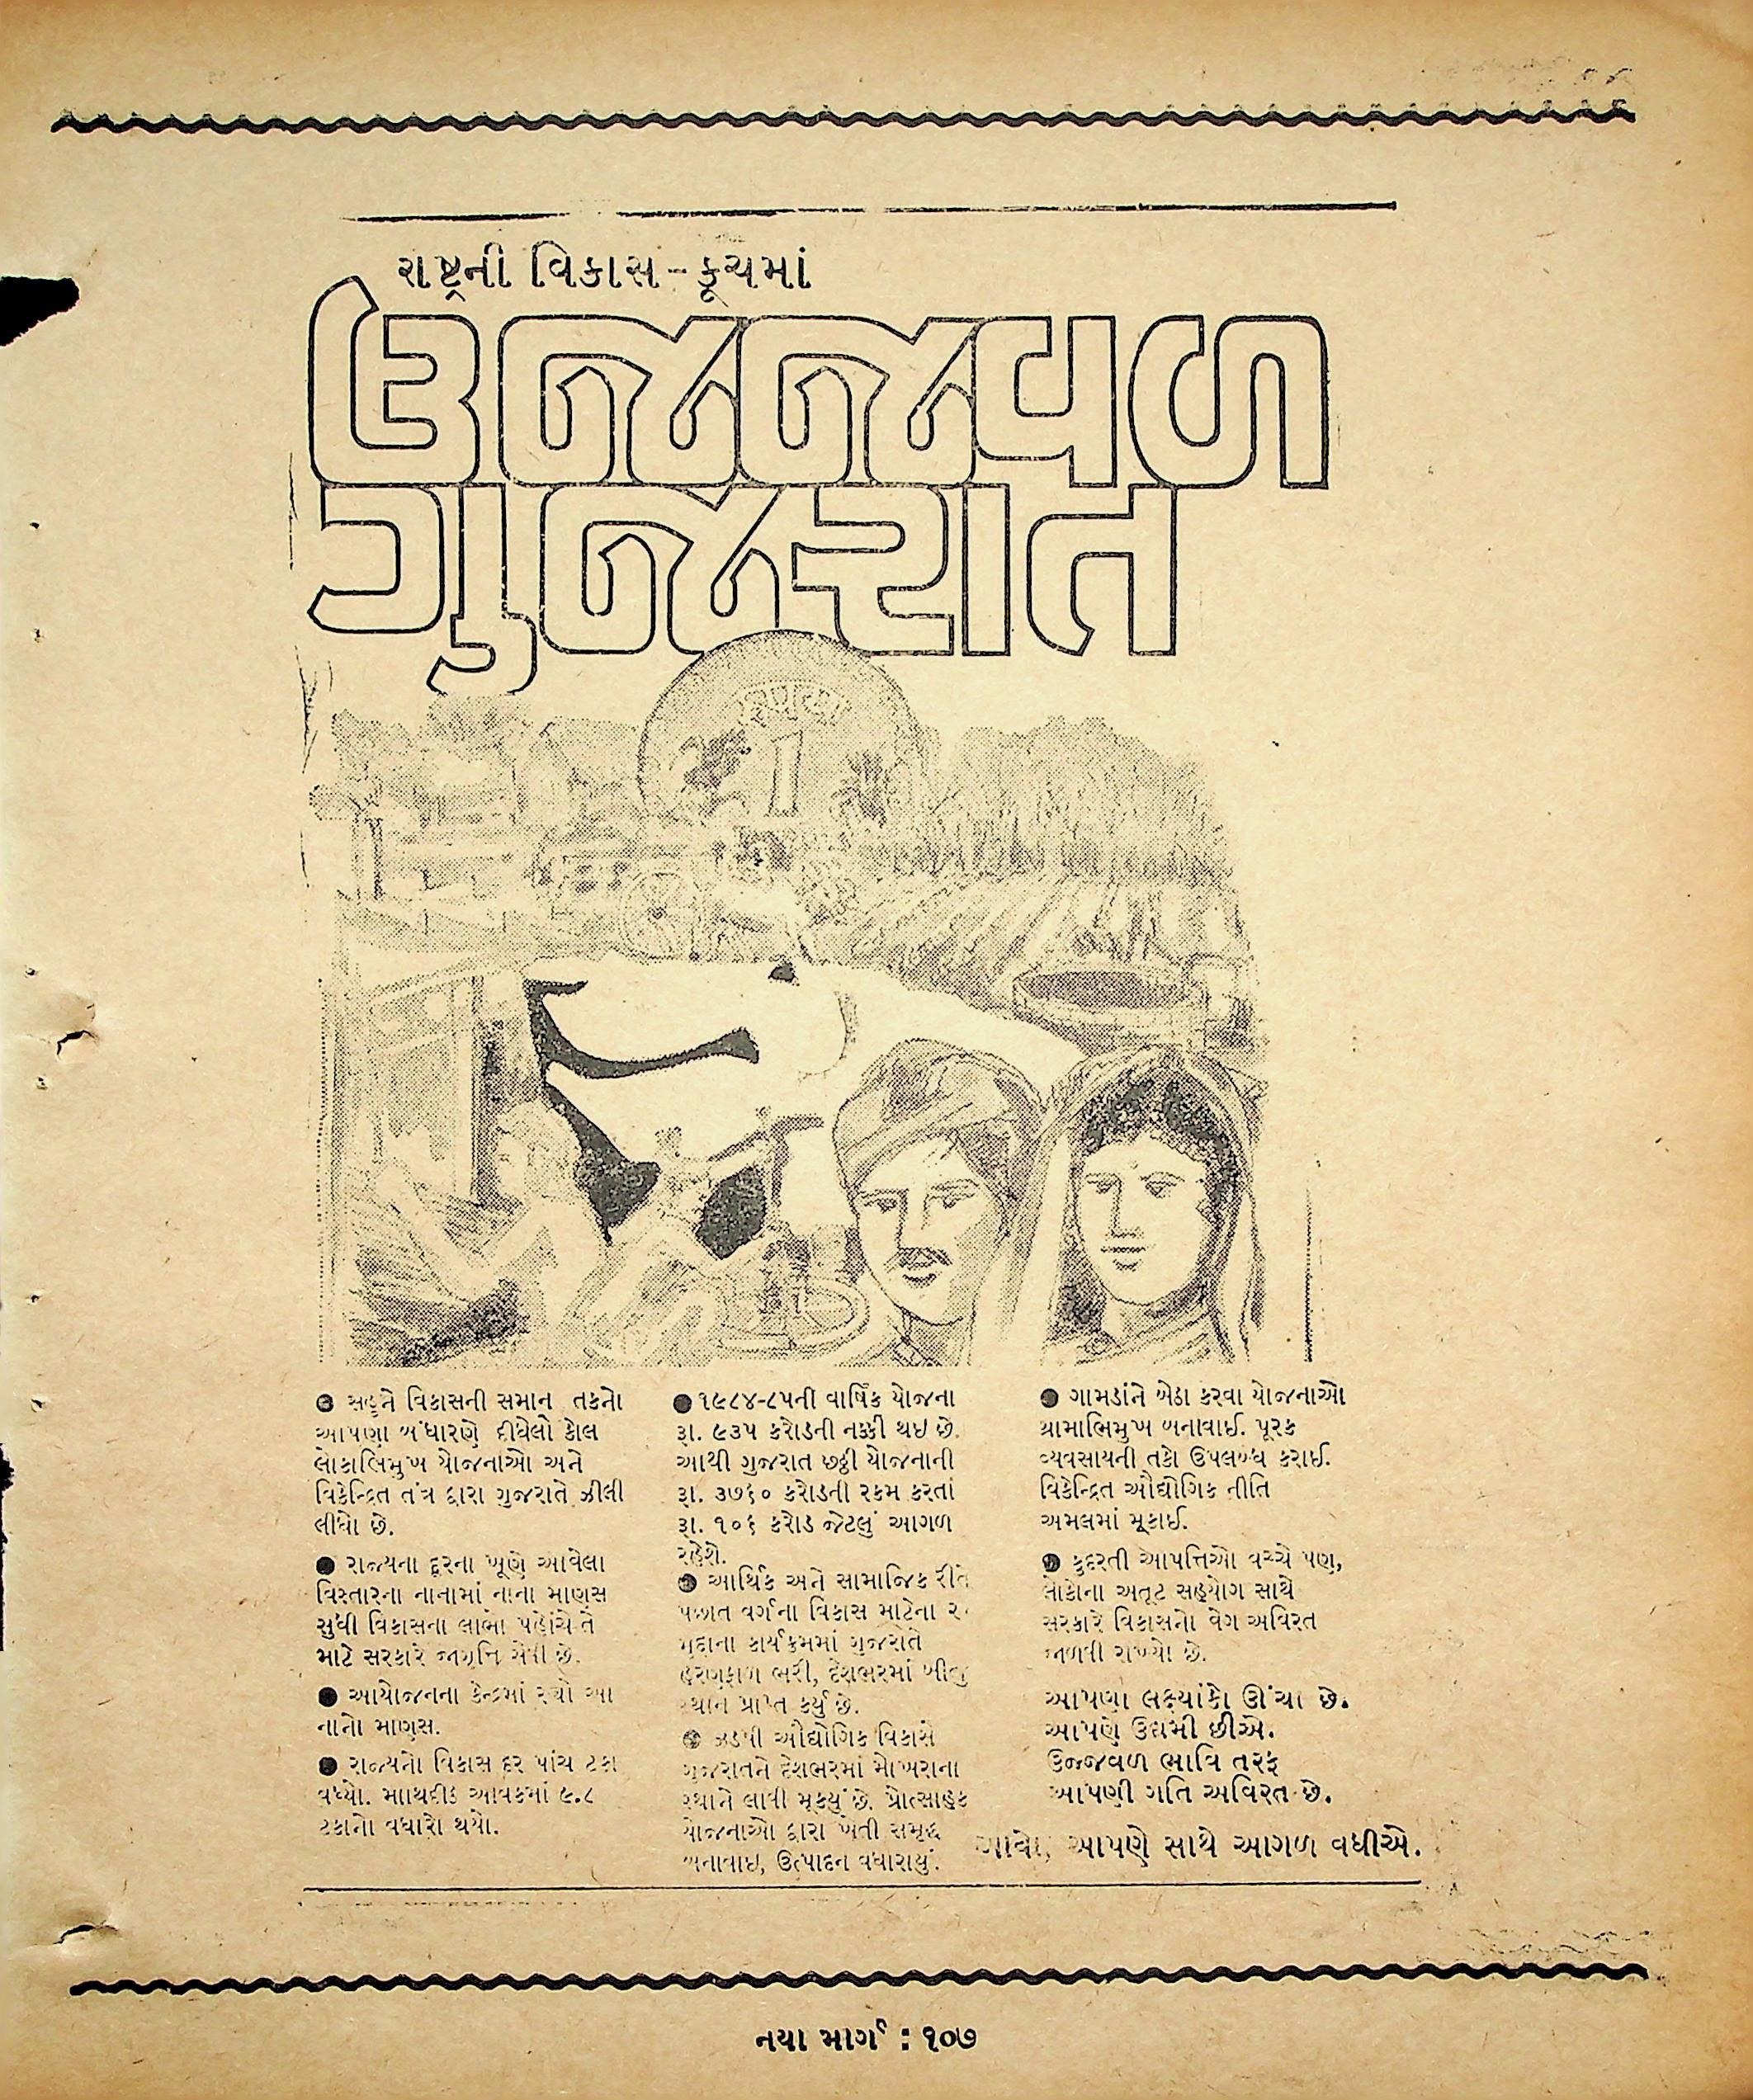 રાષ્ટ્રની વિકાસ-કૂચમાં
ઉજ્જવળ
ગુજરાત
રુપયા
1
● સહુને વિકાસની સમાન તકનો
આપણા બંધારણે દીધેલો કોલ
લોકાભિમુખ યોજનાઓ અને
વિકેન્દ્રિત તંત્ર દ્વારા ગુજરાતે ઝીલી
લીધો છે.
● રાજ્યના દૂરના ખૂણે આવેલા
વિસ્તારના નાનામાં નાના માણસ
સુધી વિકાસના લાભો પહોંચે તે
માટે સરકારે જાગૃતિ સેવી છે.
● આયોજનના કેન્દ્રમાં રહ્યો આ
નાનો માણસ.
● રાજ્યનો વિકાસ દર પાંચ ટકા
વધ્યો. માથાદીઠ આવકમાં ૯.૮
ટકાનો વધારો થયો.
● ૧૯૮૪-૮૫ની વાર્ષિક યોજના
રૂા. ૯૩૫ કરોડની નક્કી થઇ છે.
આથી ગુજરાત છઠ્ઠી યોજનાની
રૂા. ૩૭૬૦ કરોડની રકમ કરતાં
રૂા. ૧૦૬ કરોડ જેટલું આગળ
રહેશે.
● આર્થિક અને સામાજિક રીતે
પછાત વર્ગના વિકાસ માટેના
મુદ્દાના કાર્યક્રમમાં ગુજરાતે
હરણફાળ ભરી, દેશભરમાં બીજુ
સ્થાન પ્રાપ્ત કર્યું છે.
● ઝડપી ઔદ્યોગિક વિકાસે
ગુજરાતને દેશભરમાં મોખરાના
સ્થાને લાવી મૂક્યું છે. પ્રોત્સાહક
યોજનાઓ દ્વારા ખેતી સમૃદ્ધ
બનાવાઇ, ઉત્પાદન વધારાયું.
● ગામડાંને બેઠા કરવા યોજનાઓ
ગ્રામાભિમુખ બનાવાઈ. પૂરક
વ્યવસાયની તકો ઉપલબ્ધ કરાઈ.
વિકેન્દ્રિત ઔદ્યોગિક નીતિ
અમલમાં મૂકાઈ.
● કુદરતી આપત્તિઓ વચ્ચે પણ,
લોકોના અતૂટ સહયોગ સાથે
સરકારે વિકાસનો વેગ અવિરત
જાળવી રાખ્યો છે.
આપણા લક્ષ્યાંકો ઊંચા છે.
આપણે ઉદ્યમી છીએ.
ઉજ્જવળ ભાવિ તરફ
આપણી ગતિ અવિરત છે.
આવો, આપણે સાથે આગળ વધીએ.
નયા માર્ગ : ૧૦૭